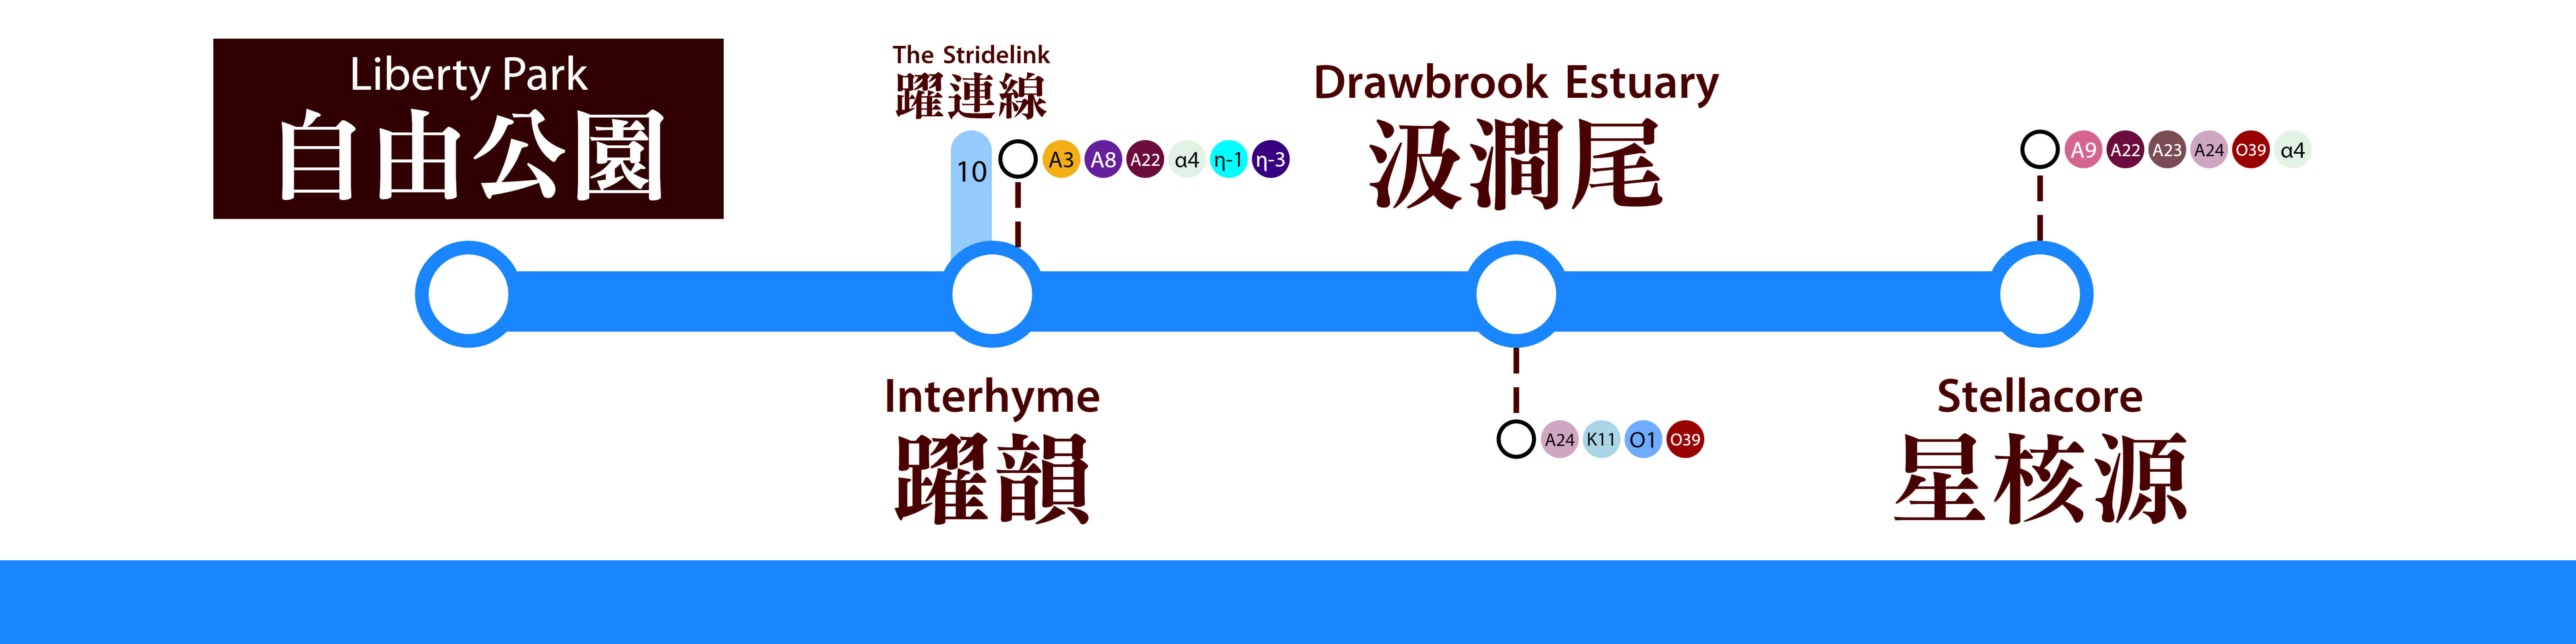 Liberty Park
自由公園
The Stridelink
躍連線
10
A3 A8 A22 α4 η-1 η-3
Interhyme
躍韻
Drawbrook Estuary
汲澗尾
A24 K11 O1 O39
A9 A22 A23 A24 O39 α4
Stellacore
星核源